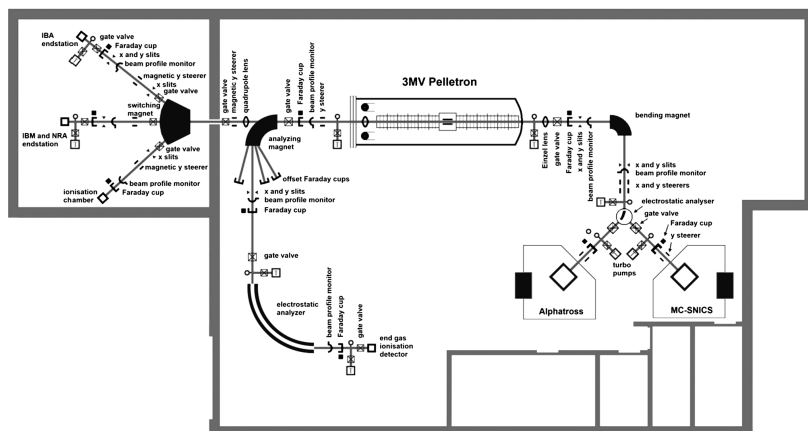 IBA
endstation
gate valve
Faraday cup
x and y slits
beam profile monitor
magnetic y steerer
x slits
gate valve
switching
magnet
IBM and NRA
endstation
gate valve
x slits
magnetic y steerer
beam profile monitor
Faraday cup
ionisation
chamber
gate valve
magnetic y steerer
quadrupole lens
gate valve
Faraday cup
beam profile monitor
y steerer
3MV Pelletron
analyzing
magnet
offset Faraday cups
x and y slits
beam profile monitor
Faraday cup
gate valve
electrostatic
analyzer
beam profile monitor
Faraday cup
gate valve
end gas
ionisation
detector
Einzel lens
gate valve
Faraday cup
x and y slits
beam profile monitor
bending magnet
x and y slits
beam profile monitor
x and y steerers
electrostatic analyser
gate valve
Faraday cup
y steerer
turbo
pumps
Alphatross
MC-SNICS